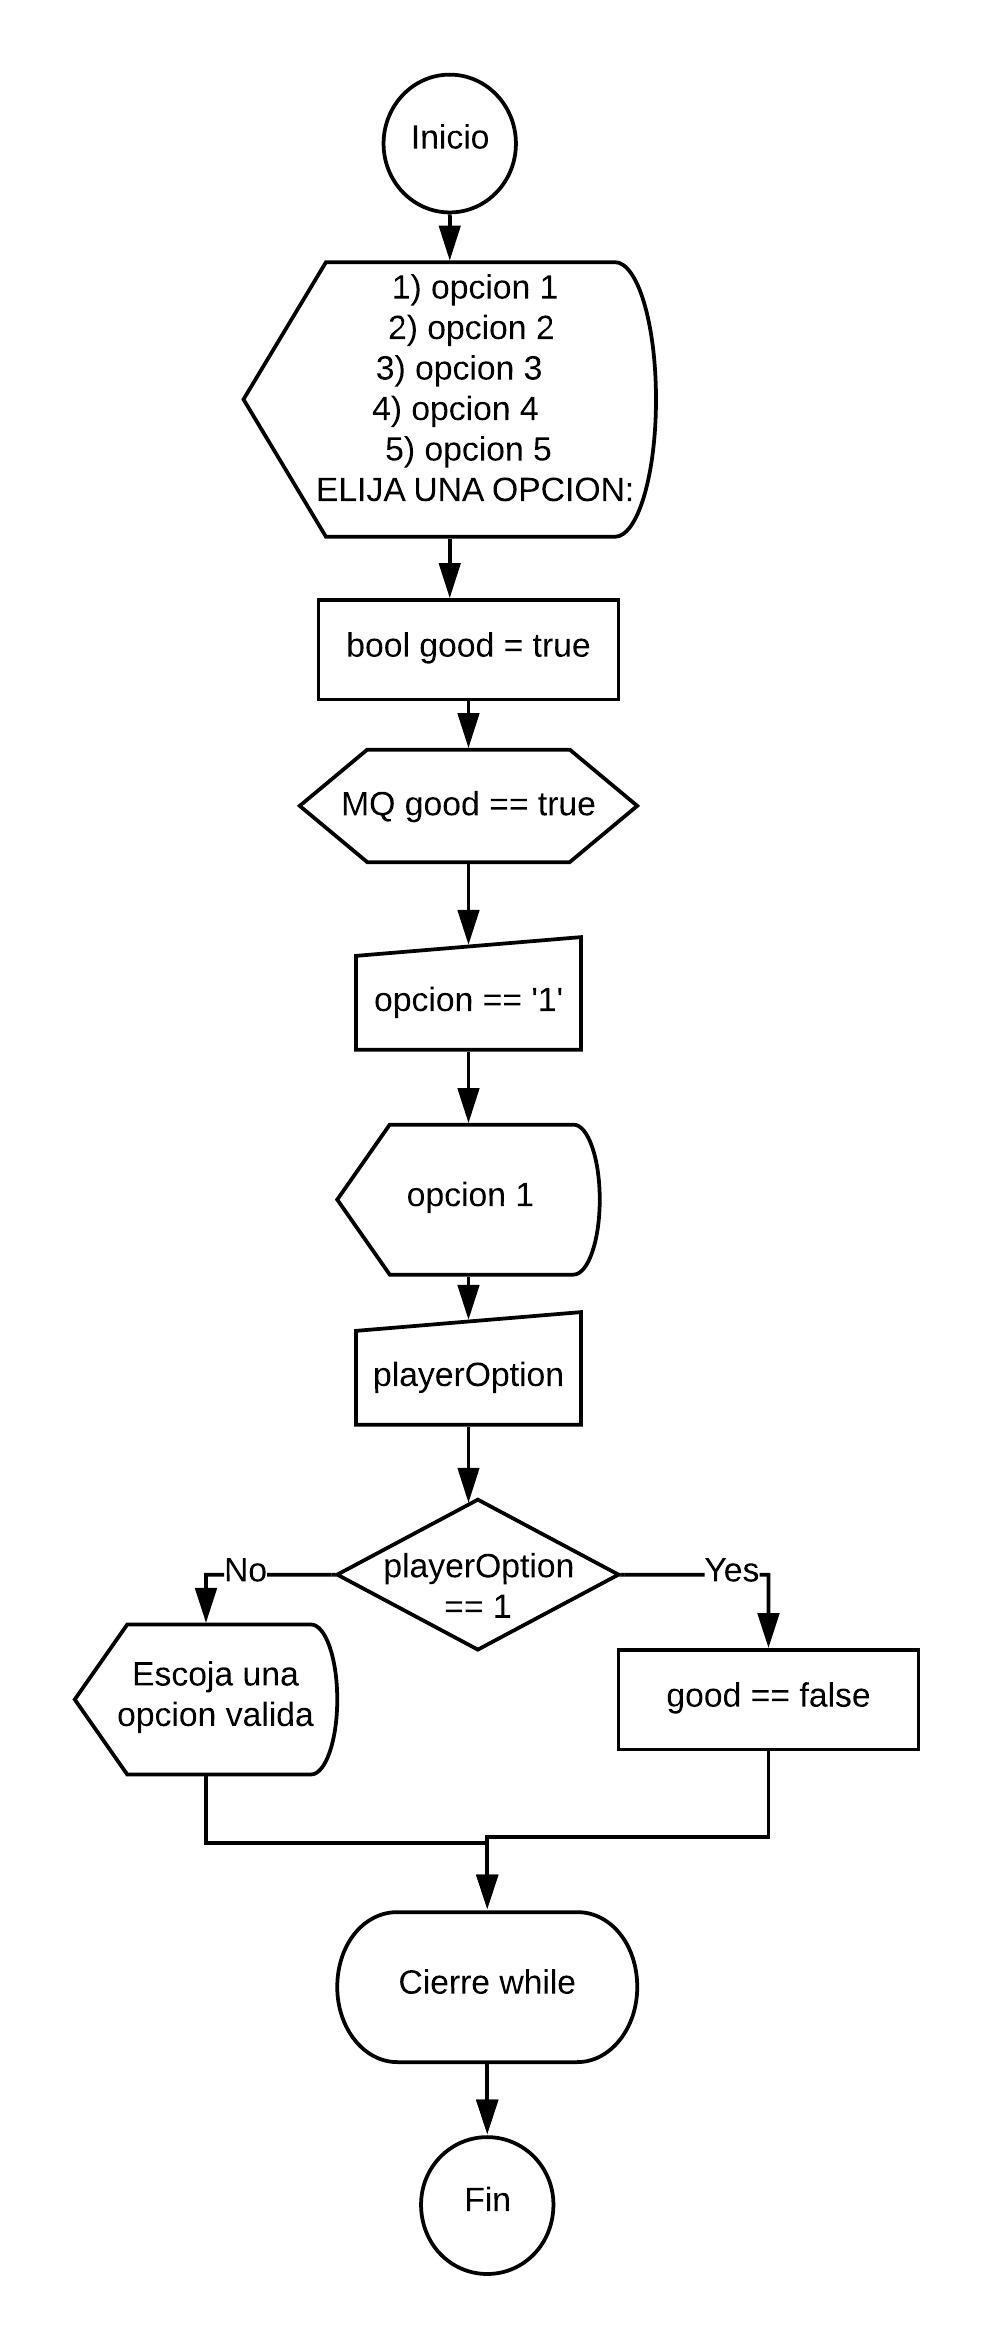 Inicio
1) opcion 1
2) opcion 2
3) opcion 3
4) opcion 4
5) opcion 5
ELIJA UNA OPCION:
bool good = true
MQ good == true
opcion == '1'
opcion 1
playerOption
playerOption
== 1
No
Yes
Escoja una
opcion valida
good == false
Cierre while
Fin